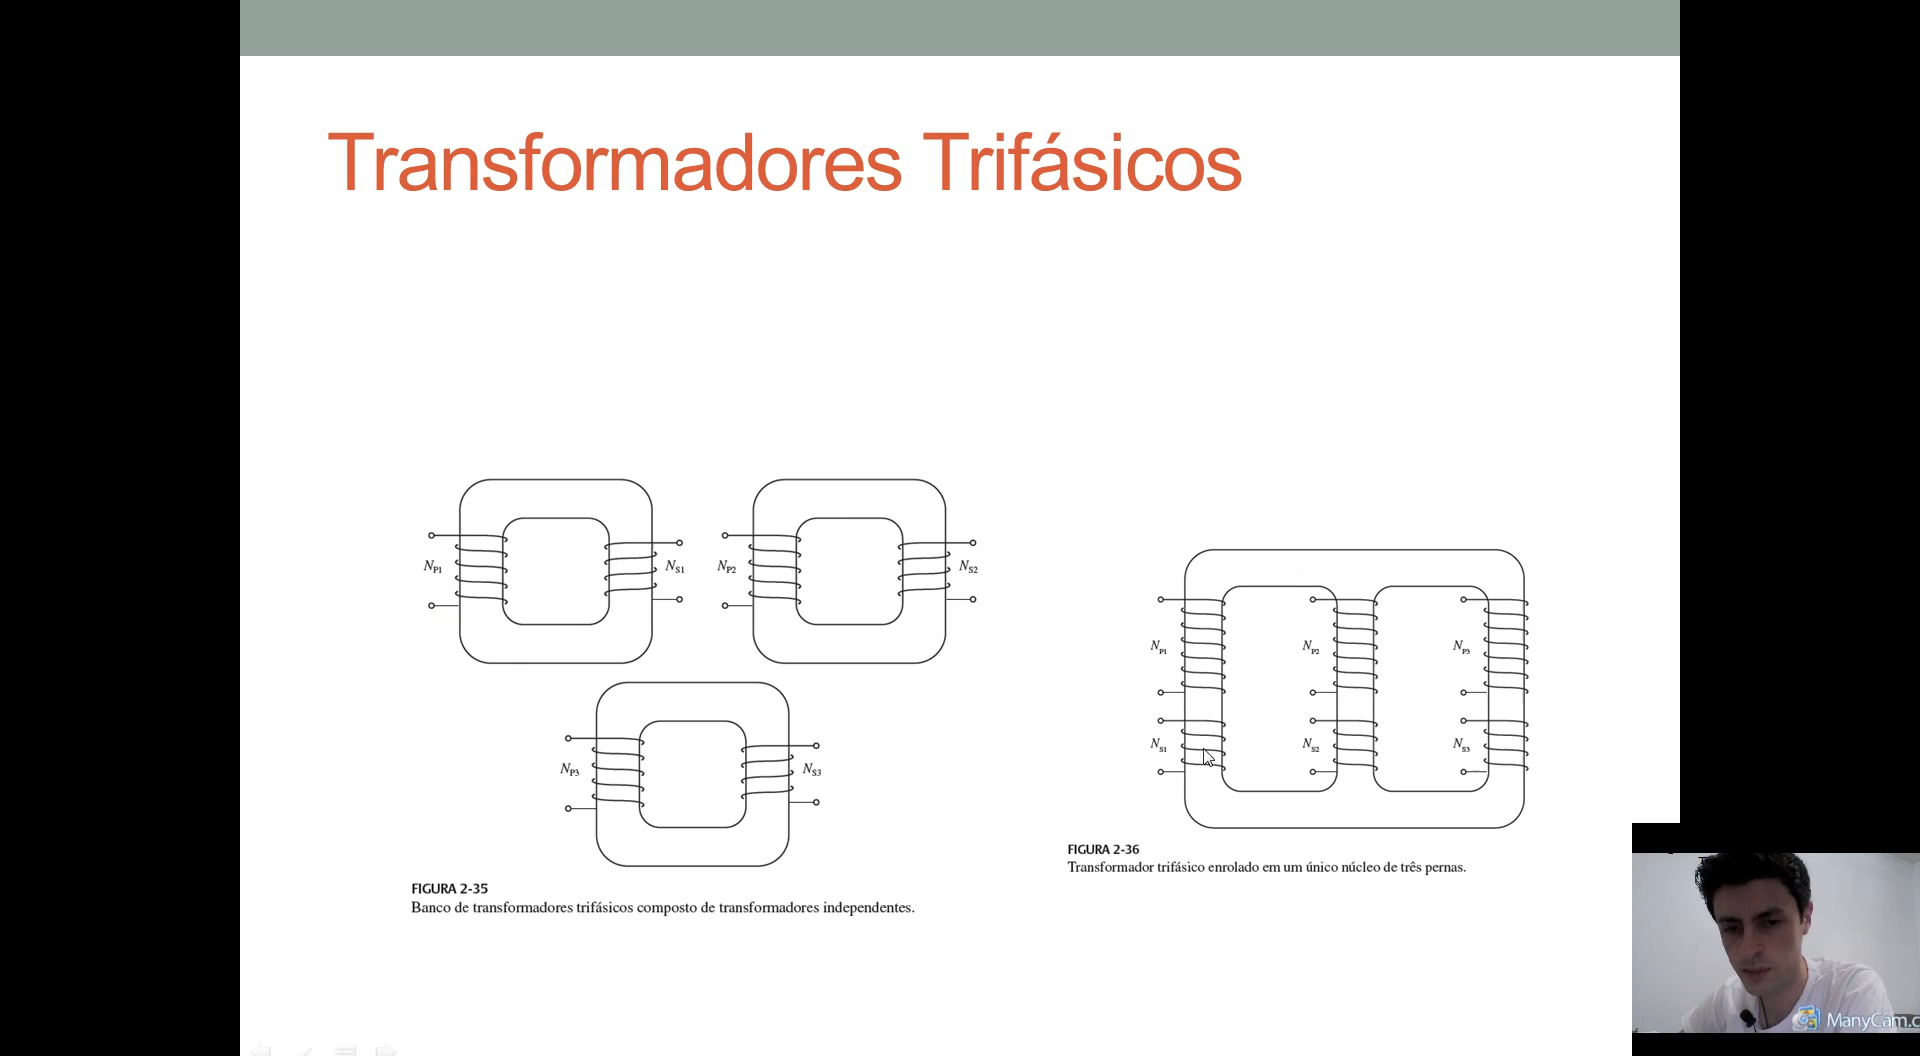 Transformadores Trifásicos
NP1
NS1
NP2
NS2
NP3
NS3
FIGURA 2-35
Banco de transformadores trifásicos composto de transformadores independentes.
NP1
NP2
NP3
NS1
NS2
NS3
FIGURA 2-36
Transformador trifásico enrolado em um único núcleo de três pernas.
ManyCam.c